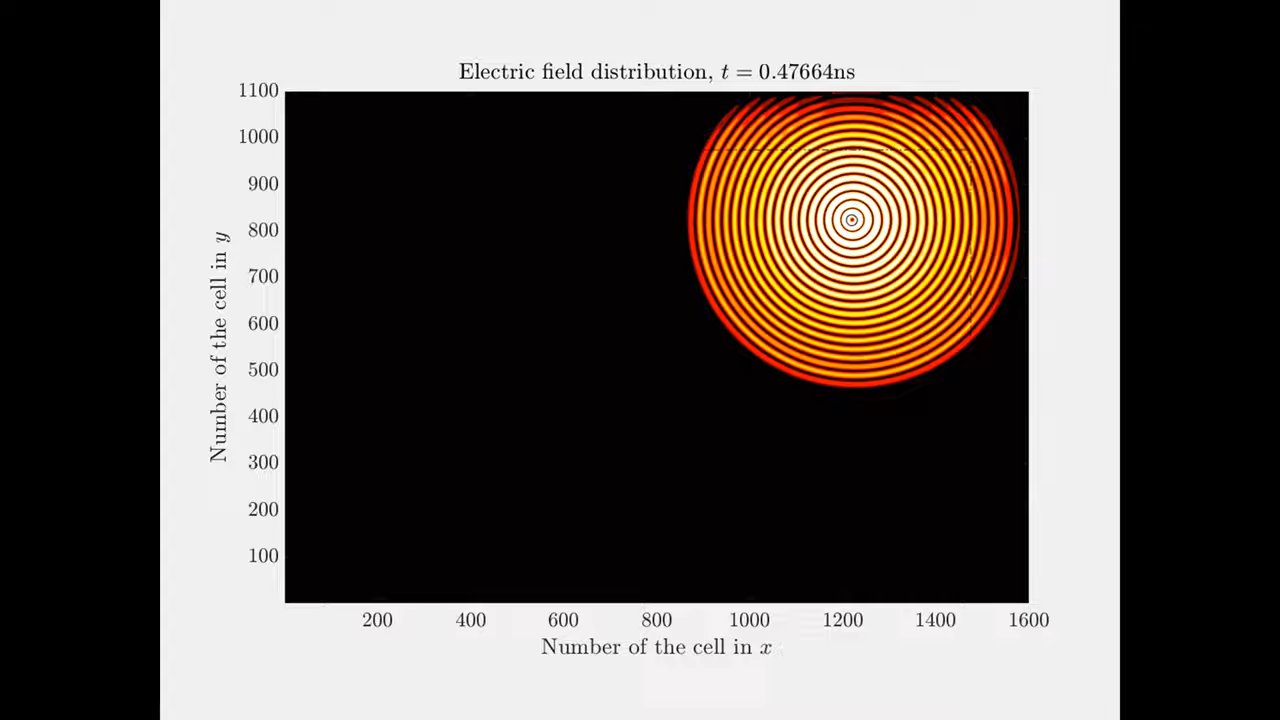 Electric field distribution, t = 0.47664ns
1100
1000
900
800
700
600
500
400
300
200
100
Number of the cell in y
200 400 600 800 1000 1200 1400 1600
Number of the cell in x